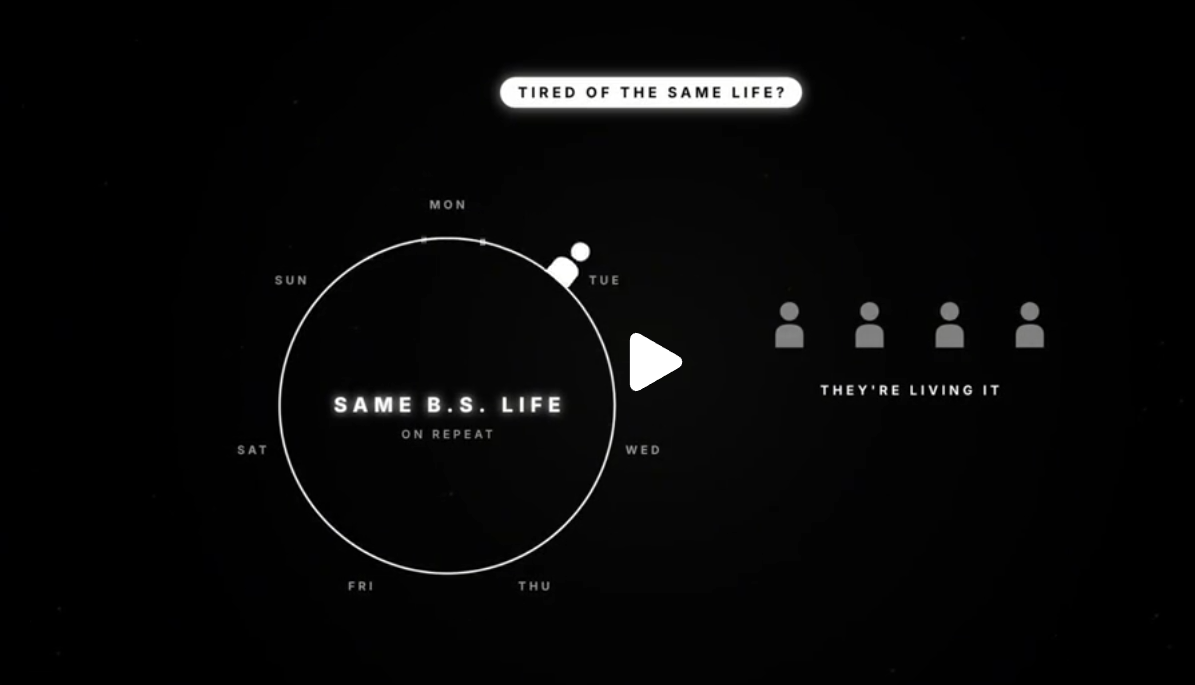 TIRED OF THE SAME LIFE?
MON
SUN
TUE
THEY'RE LIVING IT
SAME B.S. LIFE
ON REPEAT
SAT
WED
FRI
THU